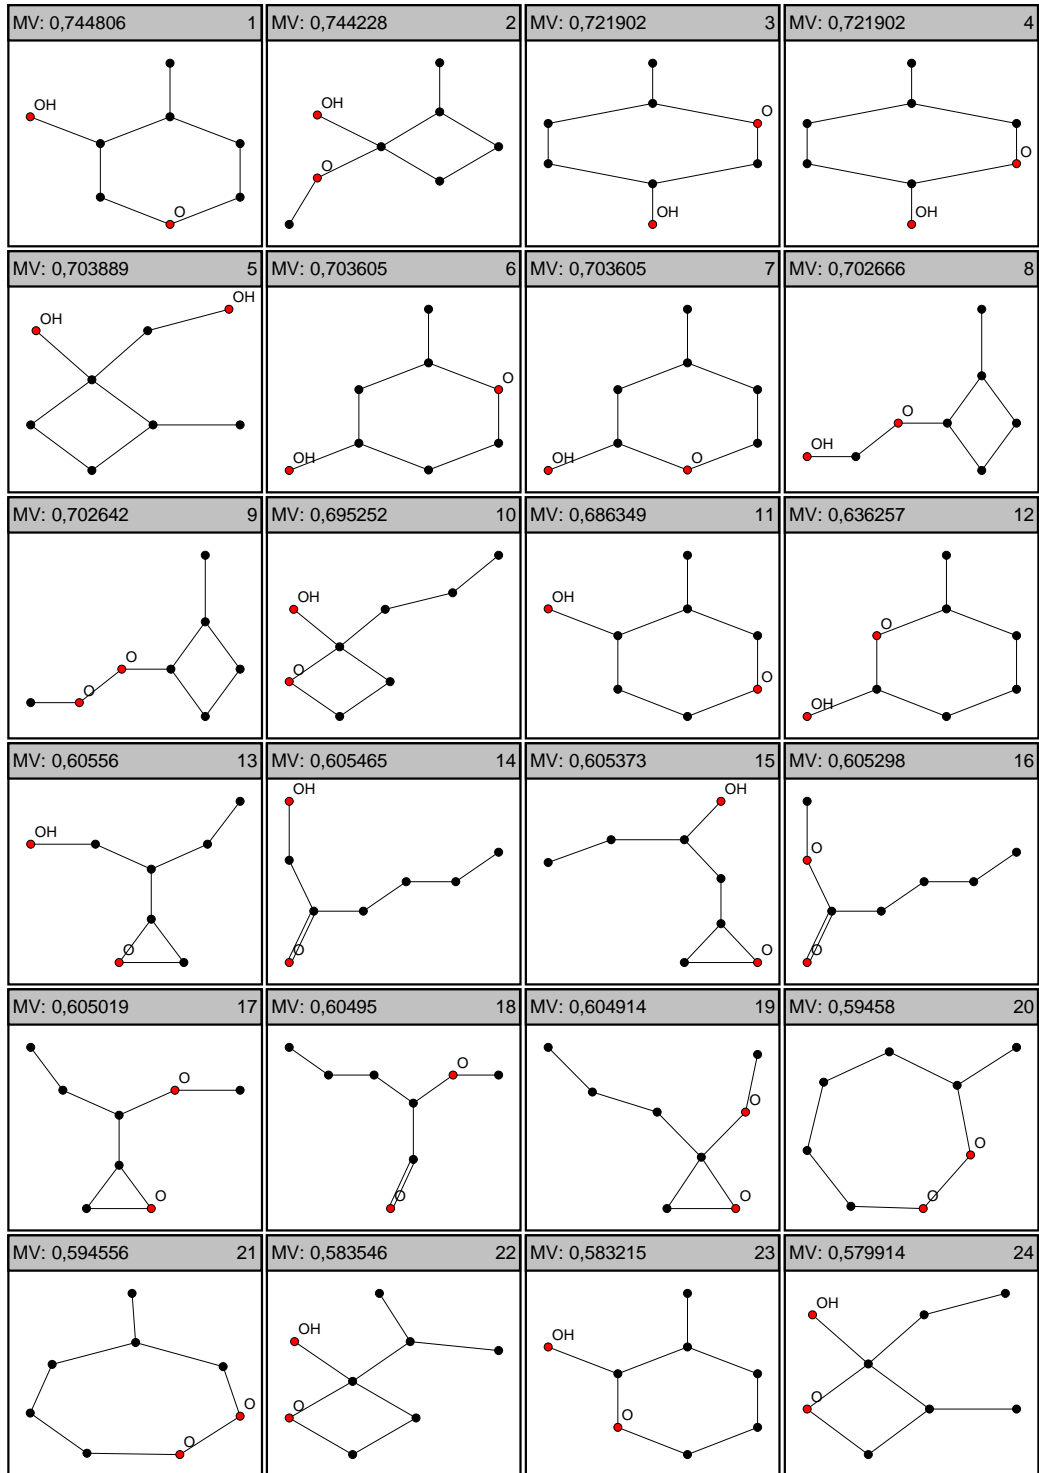 MV: 0,744806 1
OH
O
MV: 0,744228 2
OH
O
MV: 0,721902 3
O
OH
MV: 0,721902 4
O
OH
MV: 0,703889 5
OH
OH
MV: 0,703605 6
O
OH
MV: 0,703605 7
OH
O
MV: 0,702666 8
O
OH
MV: 0,702642 9
O
O
MV: 0,695252 10
OH
O
MV: 0,686349 11
OH
O
MV: 0,636257 12
O
OH
MV: 0,60556 13
OH
O
MV: 0,605465 14
OH
O
MV: 0,605373 15
OH
O
MV: 0,605298 16
O
O
MV: 0,605019 17
O
O
MV: 0,60495 18
O
O
MV: 0,604914 19
O
O
MV: 0,59458 20
O
O
MV: 0,594556 21
O
O
MV: 0,583546 22
OH
O
MV: 0,583215 23
OH
O
MV: 0,579914 24
OH
O